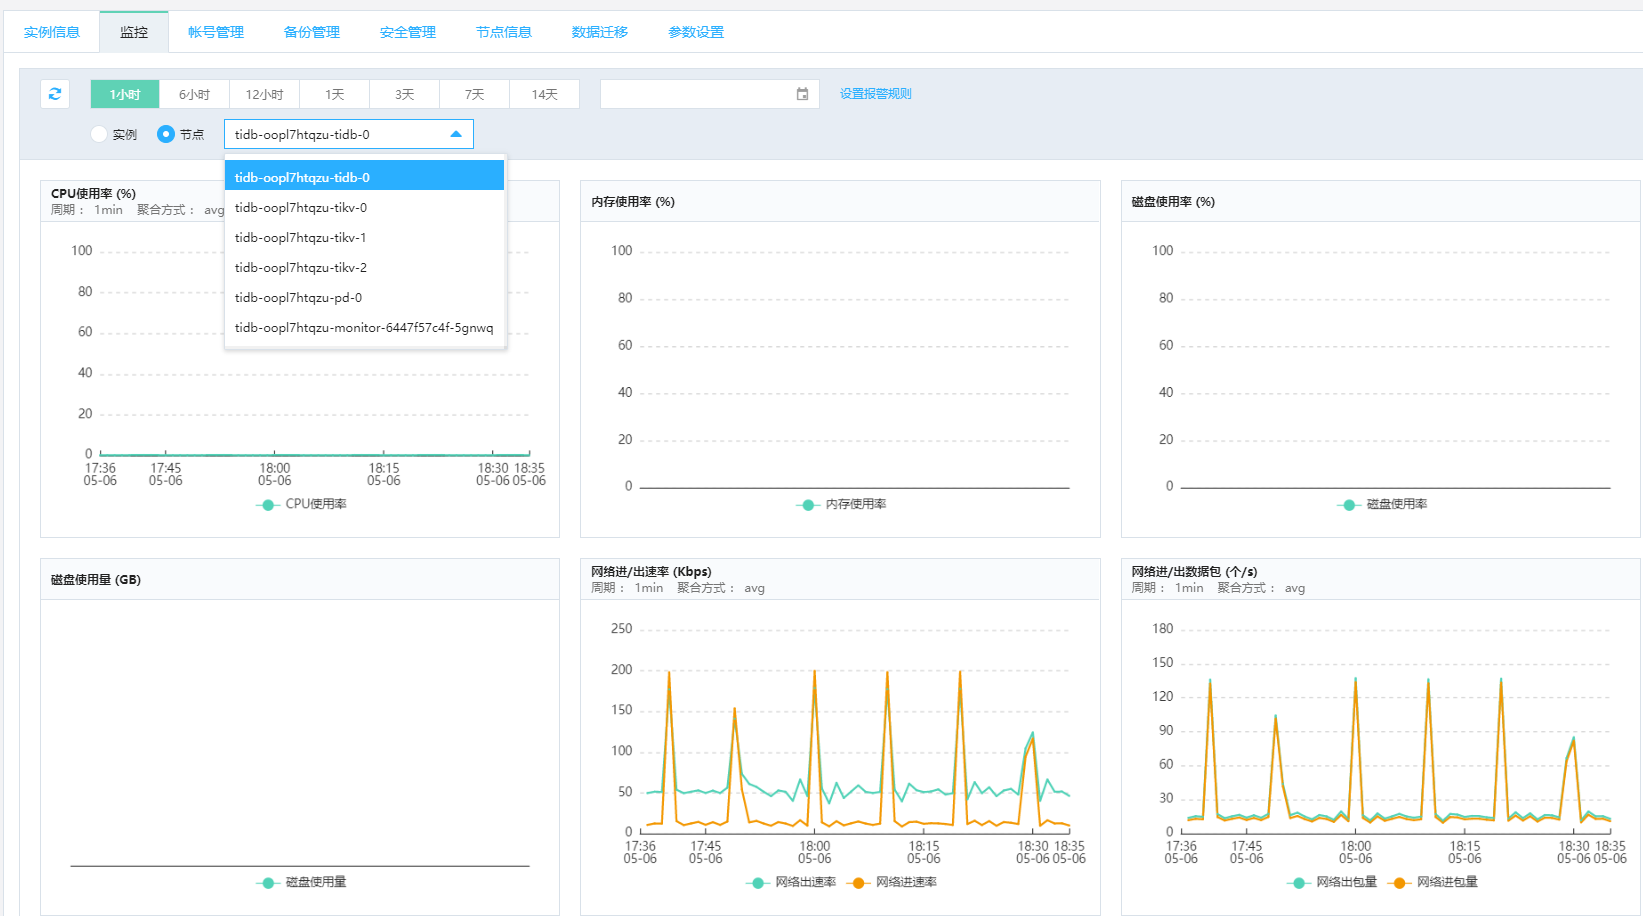 实例信息 监控 帐号管理 备份管理 安全管理 节点信息 数据迁移 参数设置
1小时 6小时 12小时 1天 3天 7天 14天 设置报警规则
实例 节点 tidb-oopl7htqzu-tidb-0
tidb-oopl7htqzu-tidb-0
tidb-oopl7htqzu-tikv-0
tidb-oopl7htqzu-tikv-1
tidb-oopl7htqzu-tikv-2
tidb-oopl7htqzu-pd-0
tidb-oopl7htqzu-monitor-6447f57c4f-5gnwq
CPU使用率 (%)
周期： 1min 聚合方式： avg
100
80
60
40
20
0
17:36 17:45 18:00 18:15 18:30 18:35
05-06 05-06 05-06 05-06 05-06 05-06
CPU使用率
内存使用率 (%)
100
80
60
40
20
0
内存使用率
磁盘使用率 (%)
100
80
60
40
20
0
磁盘使用率
磁盘使用量 (GB)
磁盘使用量
网络进/出速率 (Kbps)
周期： 1min 聚合方式： avg
250
200
150
100
50
0
17:36 17:45 18:00 18:15 18:30 18:35
05-06 05-06 05-06 05-06 05-06 05-06
网络出速率 网络进速率
网络进/出数据包 (个/s)
周期： 1min 聚合方式： avg
180
150
120
90
60
30
0
17:36 17:45 18:00 18:15 18:30 18:35
05-06 05-06 05-06 05-06 05-06 05-06
网络出包量 网络进包量